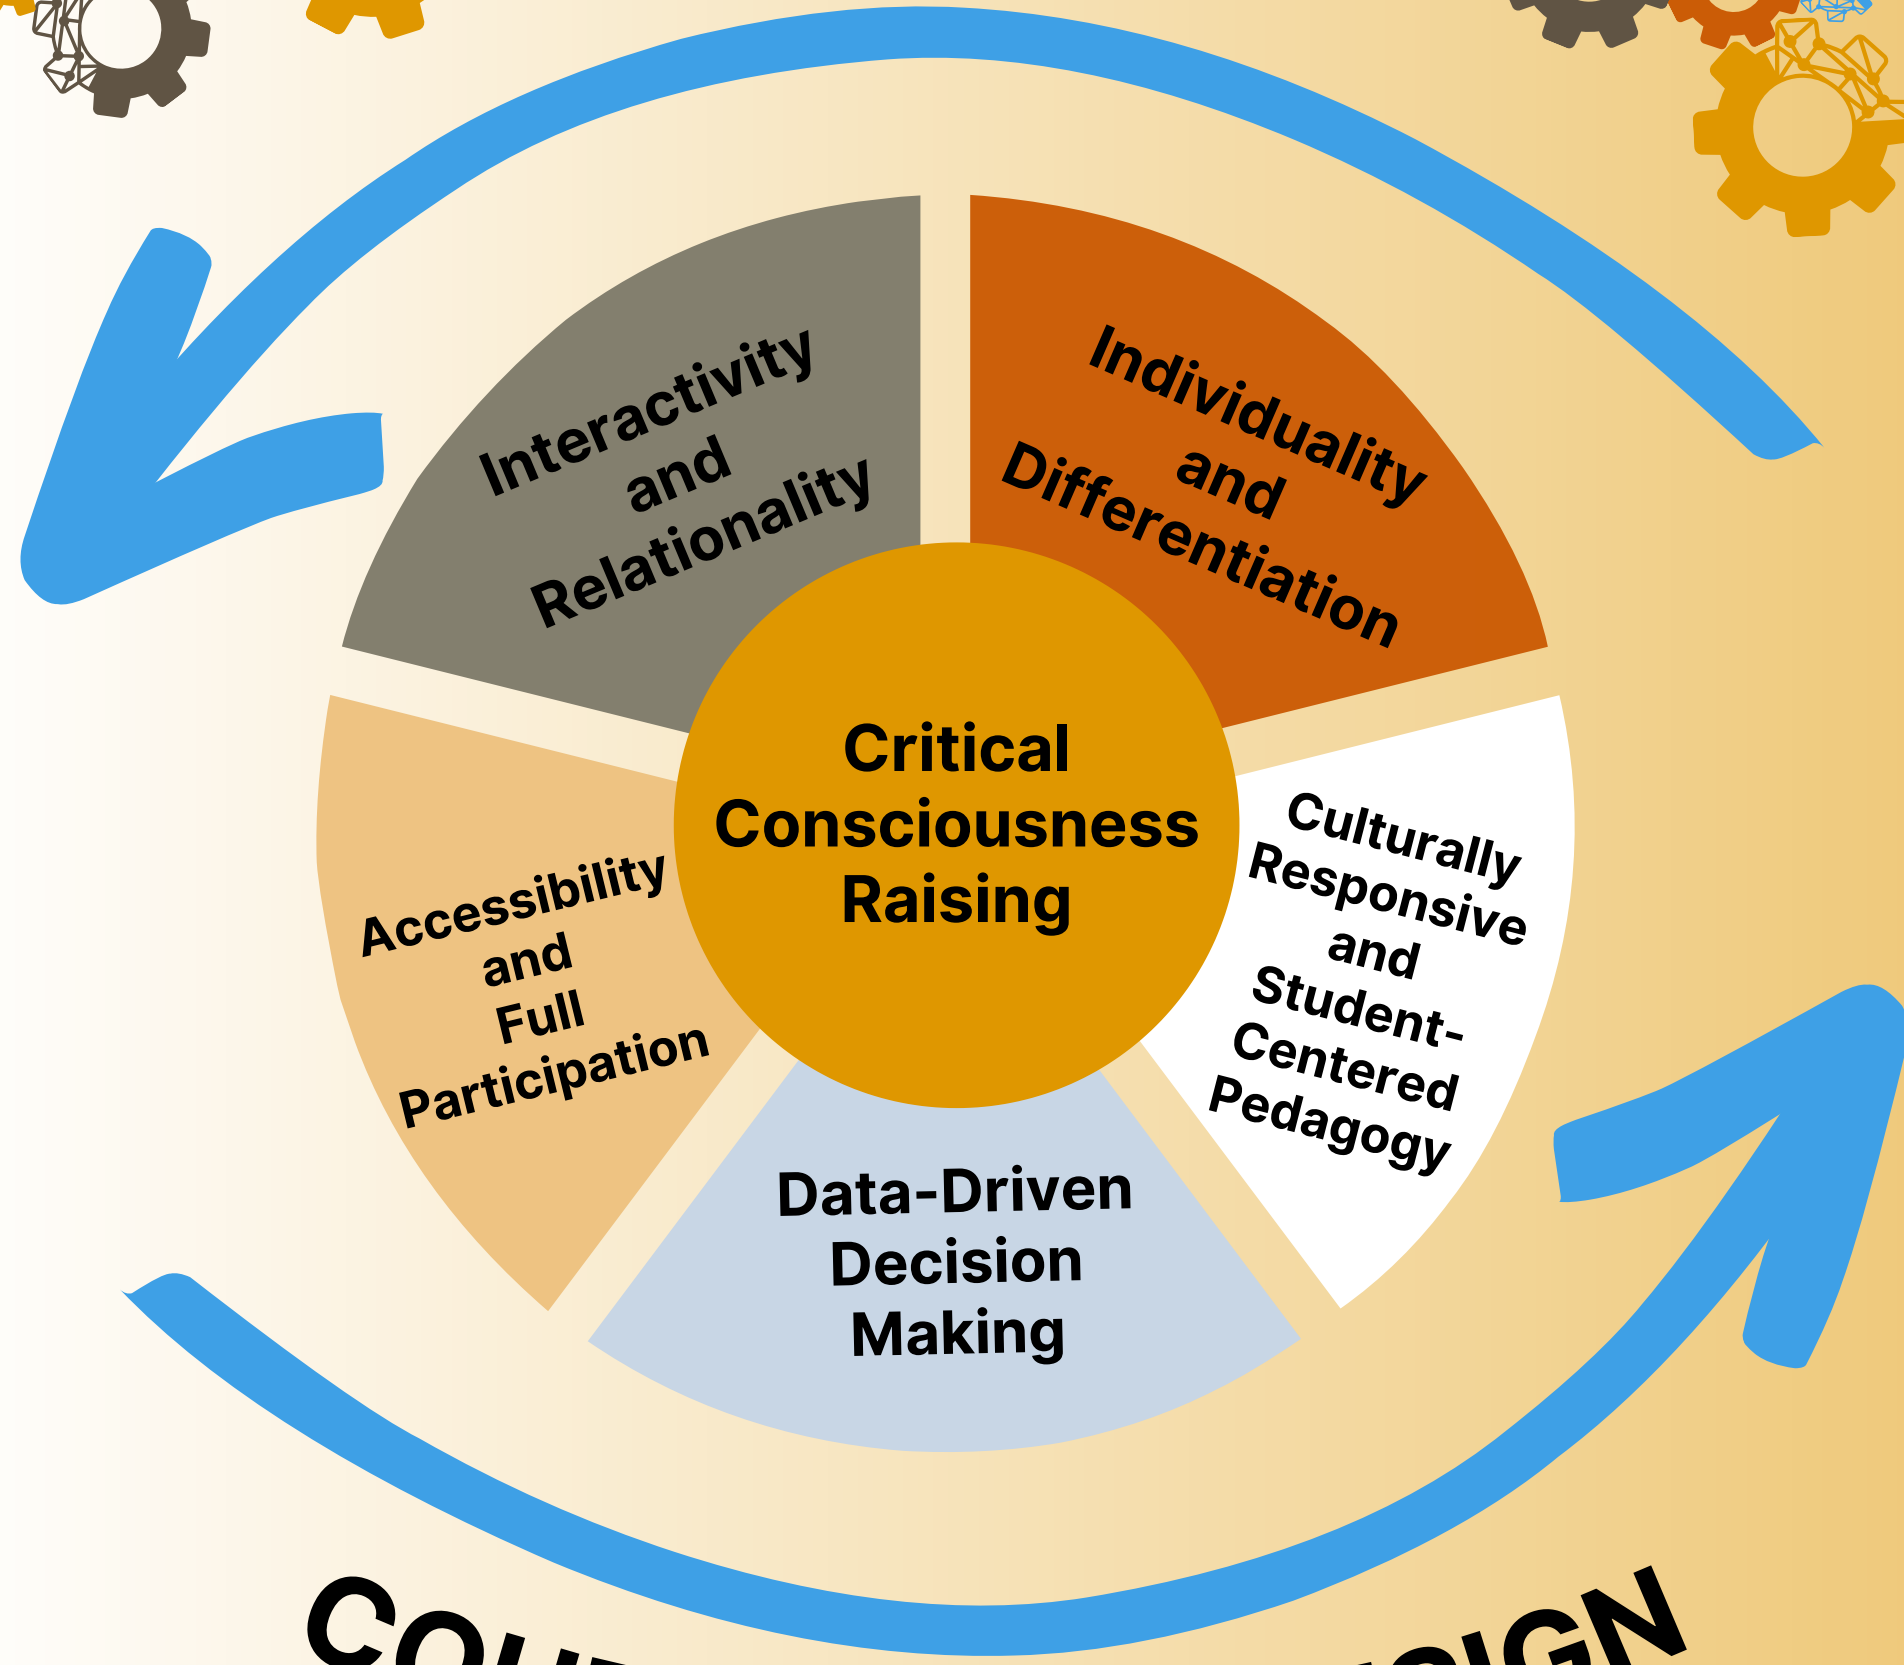 Interactivity
and
Relationality
Individuality
and
Differentiation
Critical
Consciousness
Raising
Culturally
Responsive
and
Student-
Centered
Pedagogy
Accessibility
and
Full
Participation
Data-Driven
Decision
Making